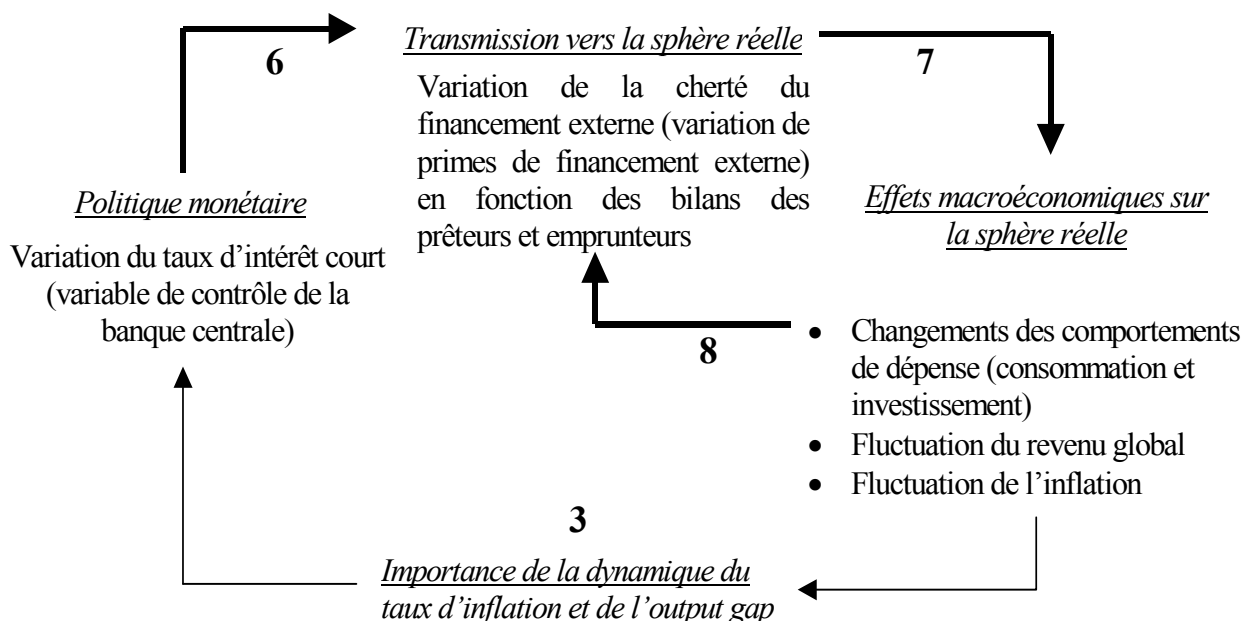 6
Transmission vers la sphère réelle
7
Variation de la cherté du
financement externe (variation de
primes de financement externe)
en fonction des bilans des
prêteurs et emprunteurs
Politique monétaire
Variation du taux d'intérêt court
(variable de contrôle de la
banque centrale)
Effets macroéconomiques sur
la sphère réelle
8
• Changements des comportements
de dépense (consommation et
investissement)
• Fluctuation du revenu global
• Fluctuation de l'inflation
3
Importance de la dynamique du
taux d'inflation et de l'output gap